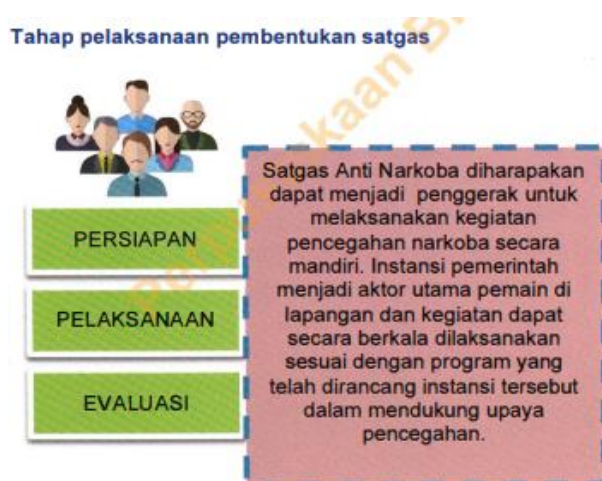 Tahap pelaksanaan pembentukan satgas
PERSIAPAN
PELAKSANAAN
EVALUASI
Satgas Anti Narkoba diharapakan
dapat menjadi penggerak untuk
melaksanakan kegiatan
pencegahan narkoba secara
mandiri. Instansi pemerintah
menjadi aktor utama pemain di
lapangan dan kegiatan dapat
secara berkala dilaksanakan
sesuai dengan program yang
telah dirancang instansi tersebut
dalam mendukung upaya
pencegahan.